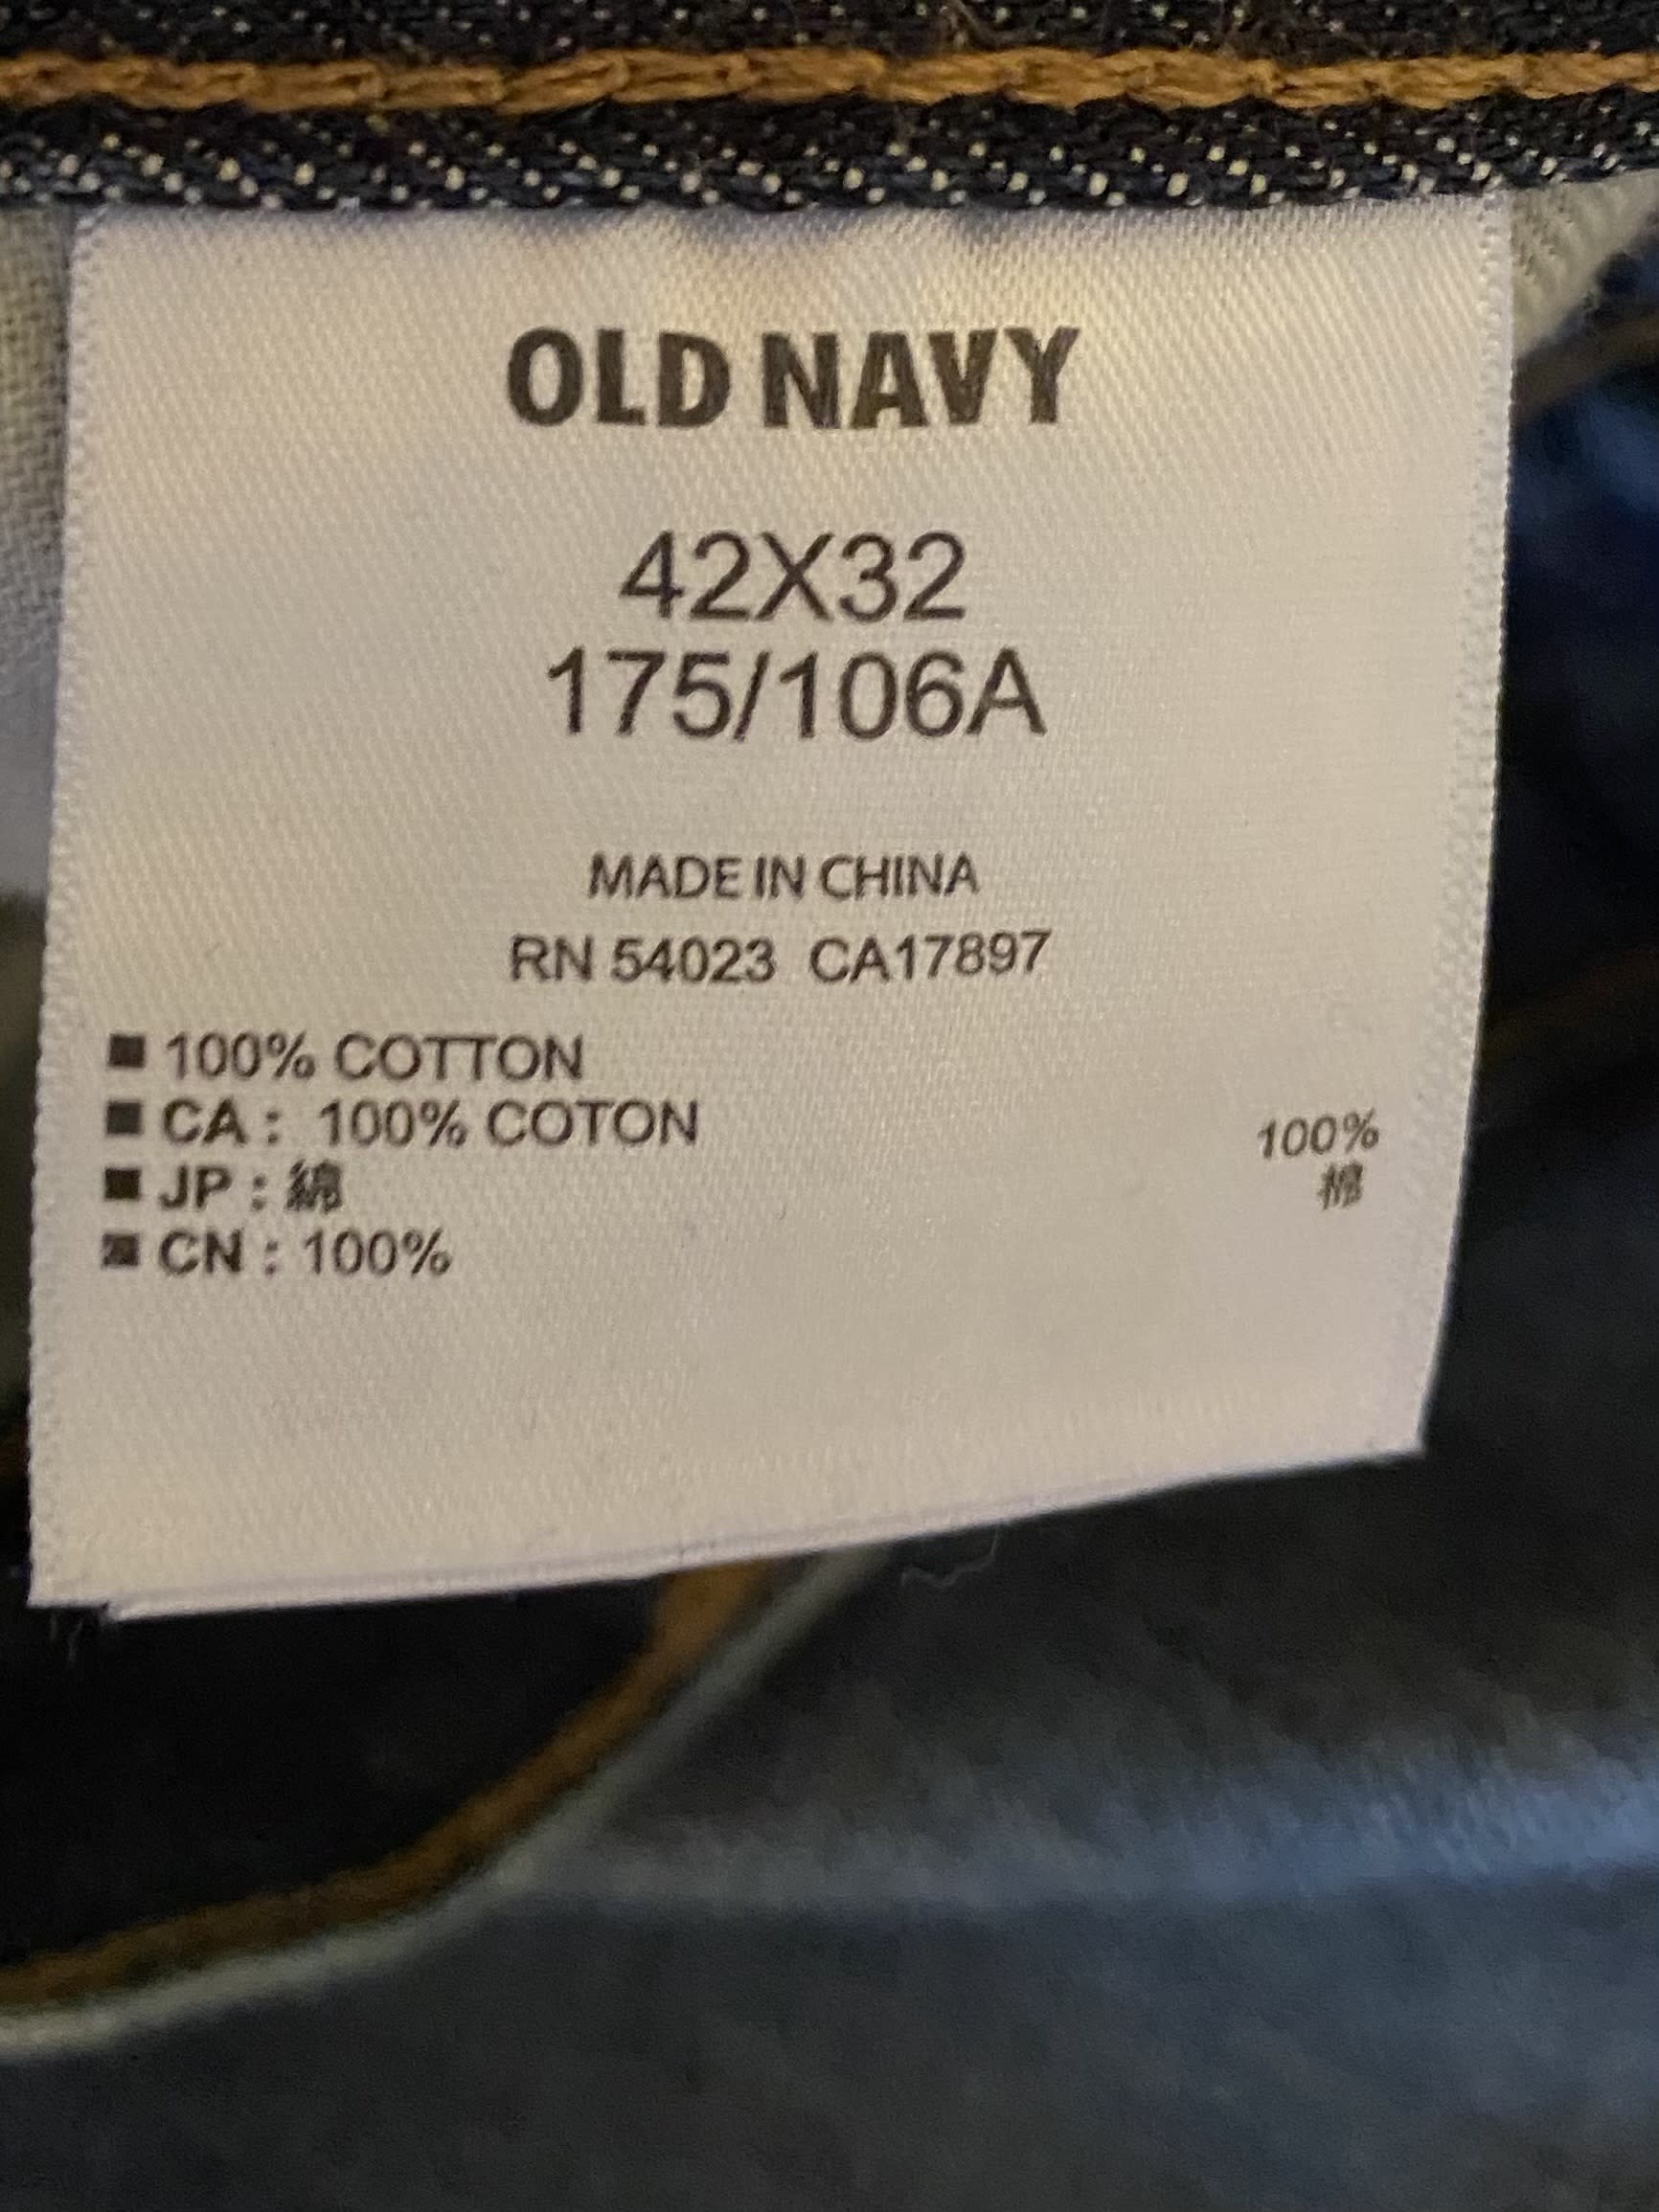 OLD NAVY
42X32
175/106A
MADE IN CHINA
RN 54023 CA17897
■ 100% COTTON
■ CA : 100% COTON
■ JP : 綿 100%
■ CN : 100% 棉